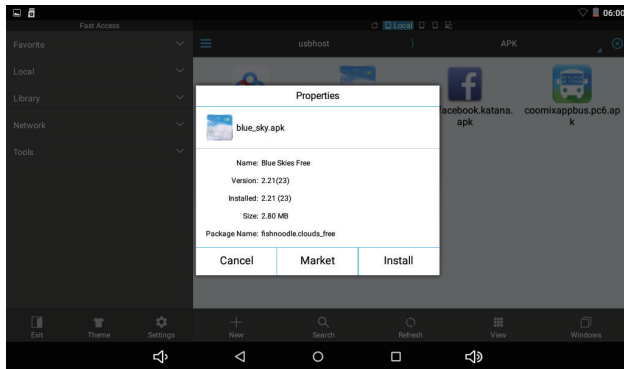 06:00
Fast Access
Local
Favorite
usbhost
APK
Local
Library
Network
Tools
acebook.katana.
apk
coomixappbus.pc6.ap
k
Properties
blue_sky.apk
Name: Blue Skies Free
Version: 2.21(23)
Installed: 2.21 (23)
Size: 2.80 MB
Package Name: fishnoodle.clouds_free
Cancel
Market
Install
Exit
Theme
Settings
New
Search
Refresh
View
Windows